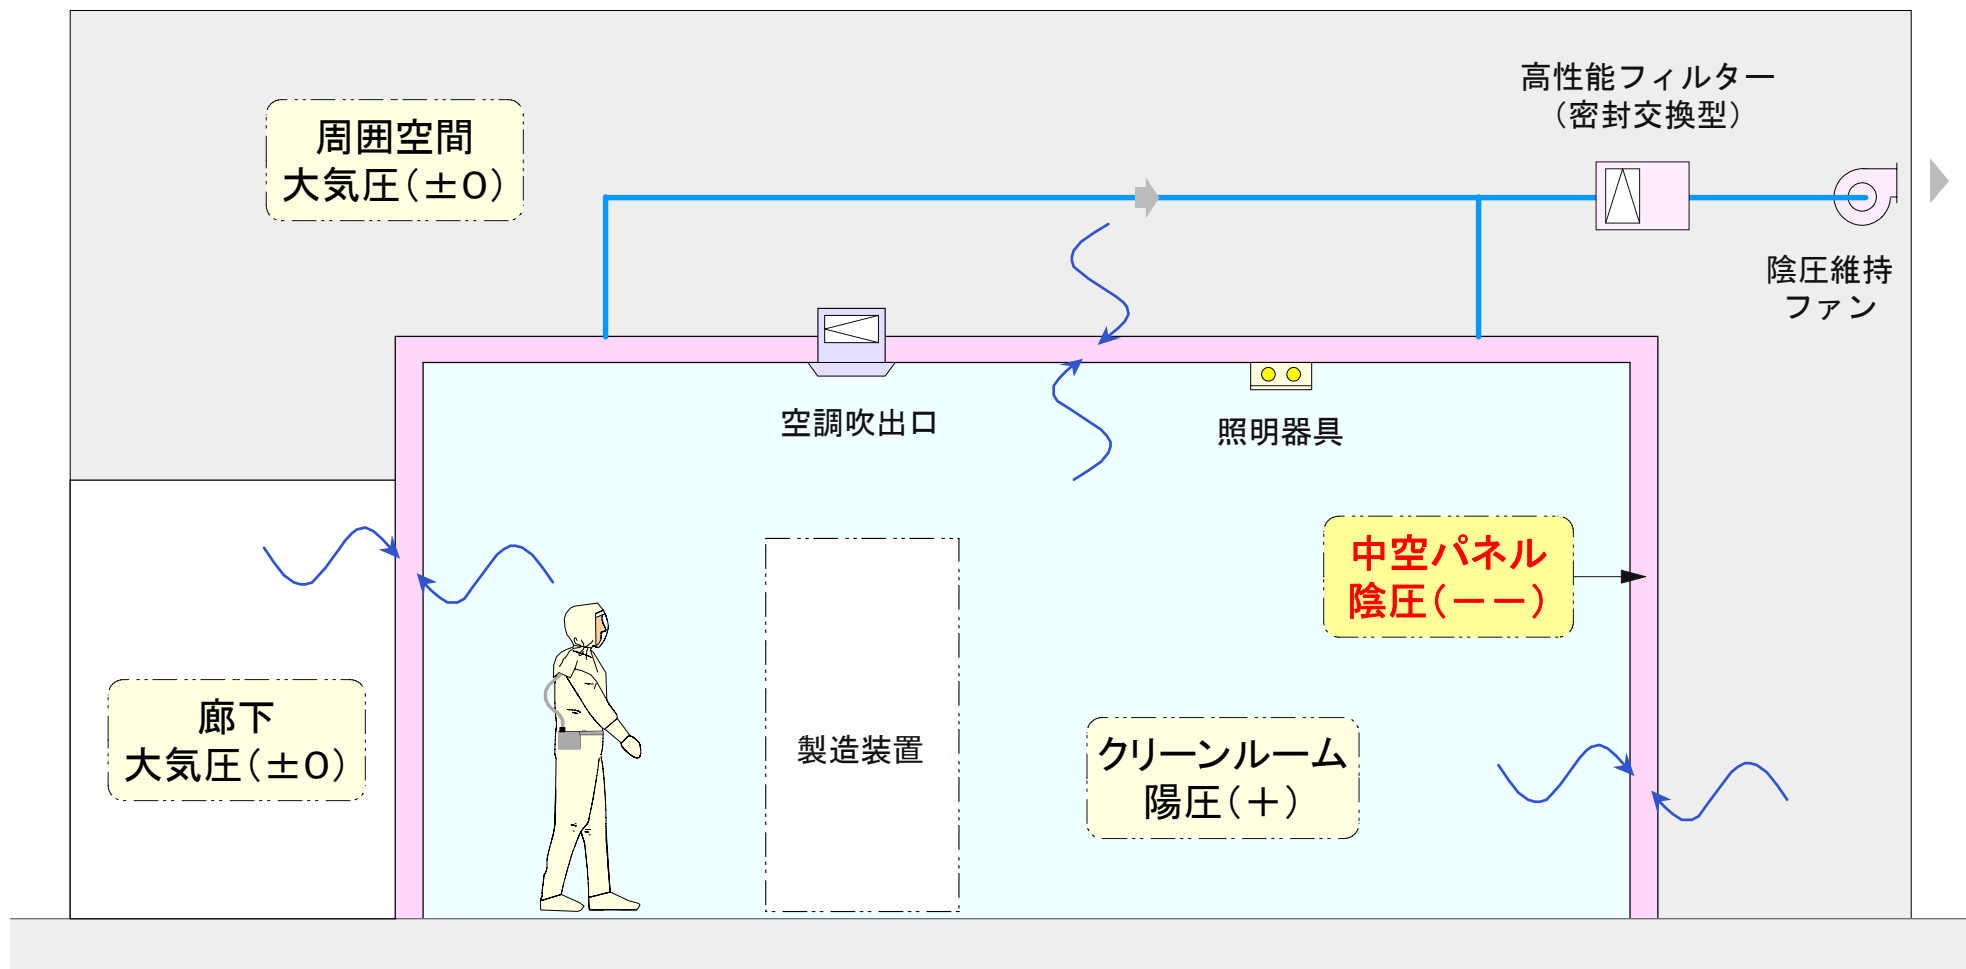 高性能フィルター
（密封交換型）
周囲空間
大気圧（±0）
陰圧維持
ファン
空調吹出口
照明器具
中空パネル
陰圧（－－）
廊下
大気圧（±0）
製造装置
クリーンルーム
陽圧（＋）